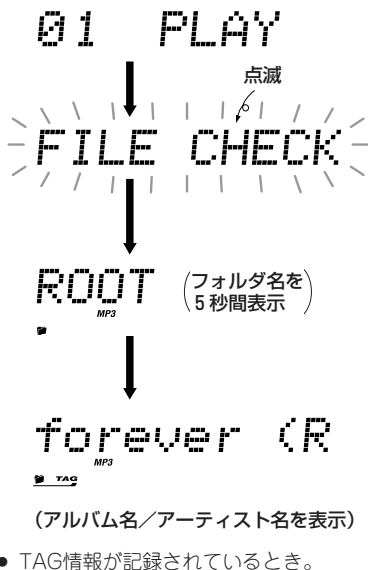 01 PLAY
点滅
FILE CHECK
ROOT
(フォルダ名を
5秒間表示)
MP3
forever (R
MP3
TAG
(アルバム名／アーティスト名を表示)
● TAG情報が記録されているとき。